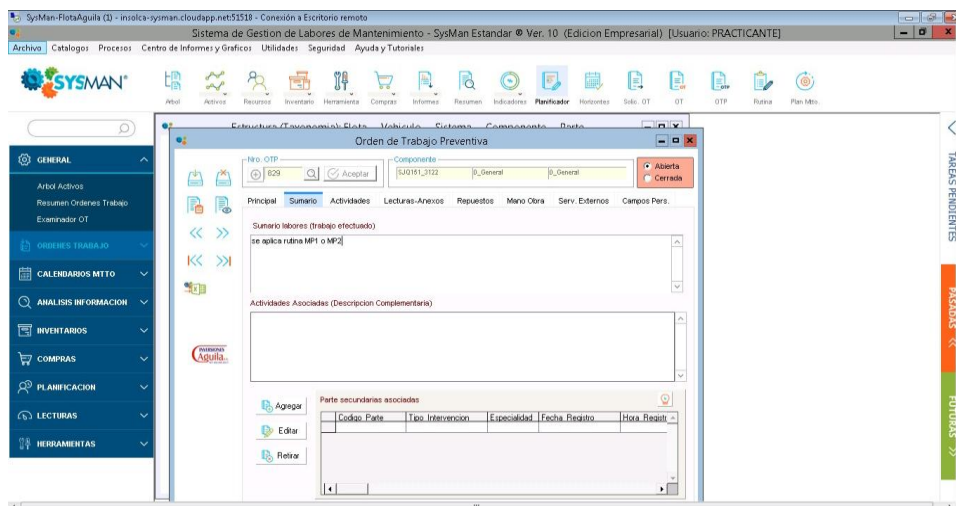 SysMan-FlotaAguila (1) - insolca-sysman.cloudapp.net:51518 - Conexión a Escritorio remoto
Sistema de Gestion de Labores de Mantenimiento - SysMan Estandar ® Ver. 10 (Edicion Empresarial) [Usuario: PRACTICANTE]
Archivo Catalogos Procesos Centro de Informes y Graficos Utilidades Seguridad Ayuda y Tutoriales
SYSMAN
Arbol Activos Recursos Inventario Herramienta Compras Informes Resumen Indicadores Planificador Horizontes Solic. OT OT OTP Rutina Plan Mtto.
Estructura (Taxonomia): Flota Vehiculo Sistema Componente Parte
Orden de Trabajo Preventiva
GENERAL
Arbol Activos
Resumen Ordenes Trabajo
Examinador OT
ORDENES TRABAJO
CALENDARIOS MTTO
ANALISIS INFORMACION
INVENTARIOS
COMPRAS
PLANIFICACION
LECTURAS
HERRAMIENTAS
Nro. OTP
829
Aceptar
Componente
SJQ161_3122 0_General 0_General
Abierta
Cerrada
Principal Sumario Actividades Lecturas-Anexos Repuestos Mano Obra Serv. Externos Campos Pers.
Sumario labores (trabajo efectuado)
se aplica rutina MP1 o MP2
Actividades Asociadas (Descripcion Complementaria)
Aguila
Agregar
Editar
Retirar
Parte secundarias asociadas
Codigo Parte Tipo Intervencion Especialidad Fecha Registro Hora Registr
TAREAS PENDIENTES
PASADAS
FUTURAS